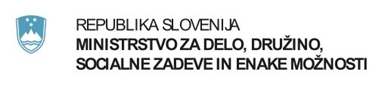 REPUBLIKA SLOVENIJA
MINISTRSTVO ZA DELO, DRUŽINO,
SOCIALNE ZADEVE IN ENAKE MOŽNOSTI